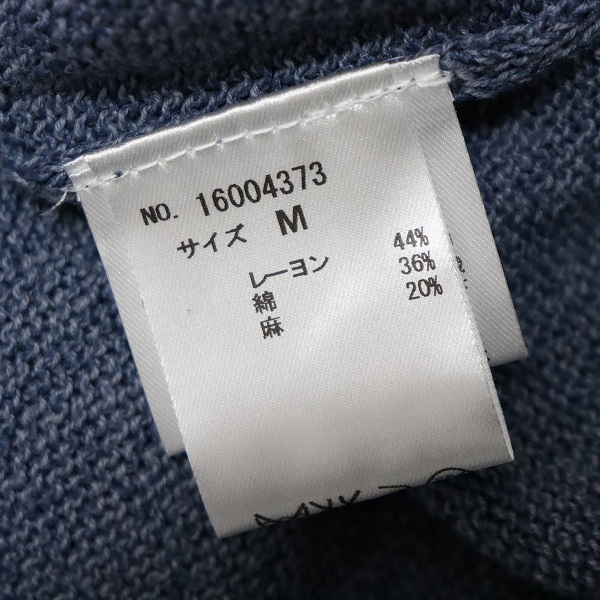 NO. 16004373
サイズ M
レーヨン 44%
綿 36%
麻 20%